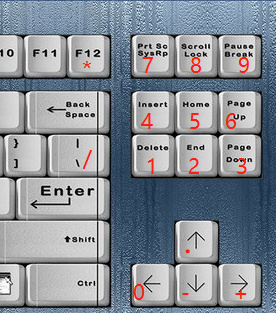 10 F11 F12 Prt Sc SysRp Scroll Lock Pause Break
* 7 8 9
Back Space Insert Home Page Up
4 5 6
} ] | \ Delete End Page Down
/ 1 2 3
Enter
Shift
.
Ctrl
0 - +